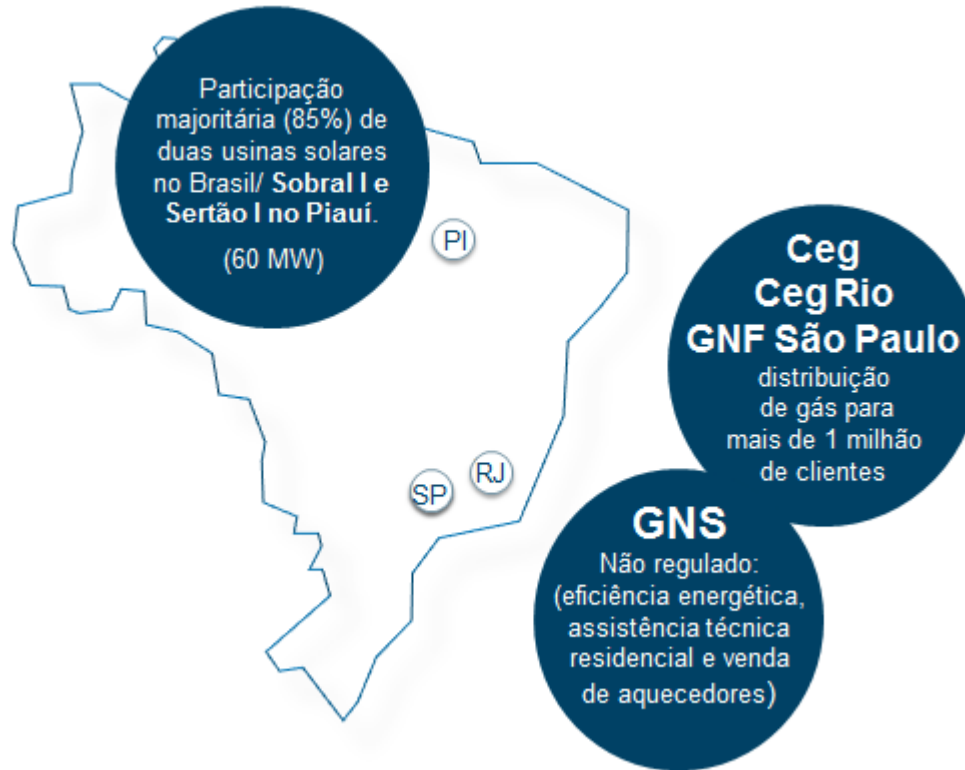 Participação
majoritária (85%) de
duas usinas solares
no Brasil/ Sobral I e
Sertão I no Piauí.
(60 MW)
PI
Ceg
Ceg Rio
GNF São Paulo
distribuição
de gás para
mais de 1 milhão
de clientes
RJ
SP
GNS
Não regulado:
(eficiência energética,
assistência técnica
residencial e venda
de aquecedores)